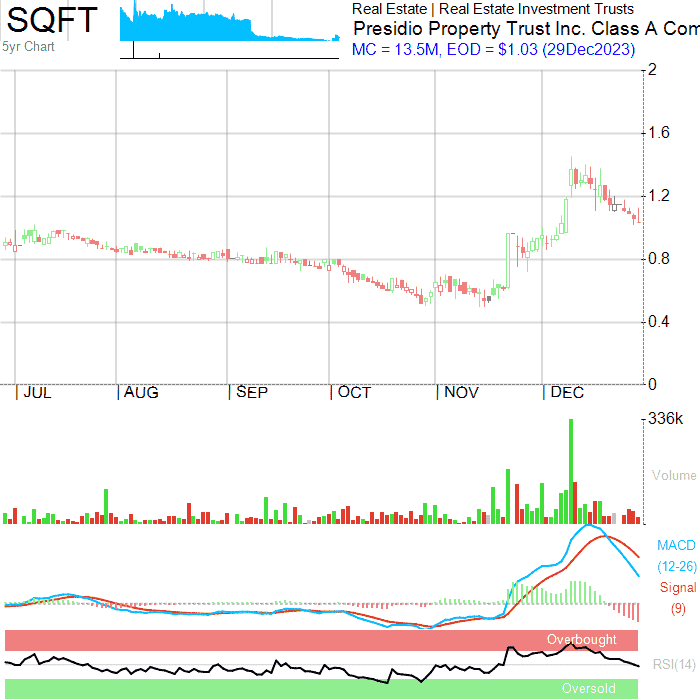 SQFT
5yr Chart
Real Estate | Real Estate Investment Trusts
Presidio Property Trust Inc. Class A Com
MC = 13.5M, EOD = $1.03 (29Dec2023)
2
1.6
1.2
0.8
0.4
0
| JUL | AUG | SEP | OCT | NOV | DEC
336k
Volume
MACD
(12-26)
Signal
(9)
Overbought
RSI(14)
Oversold